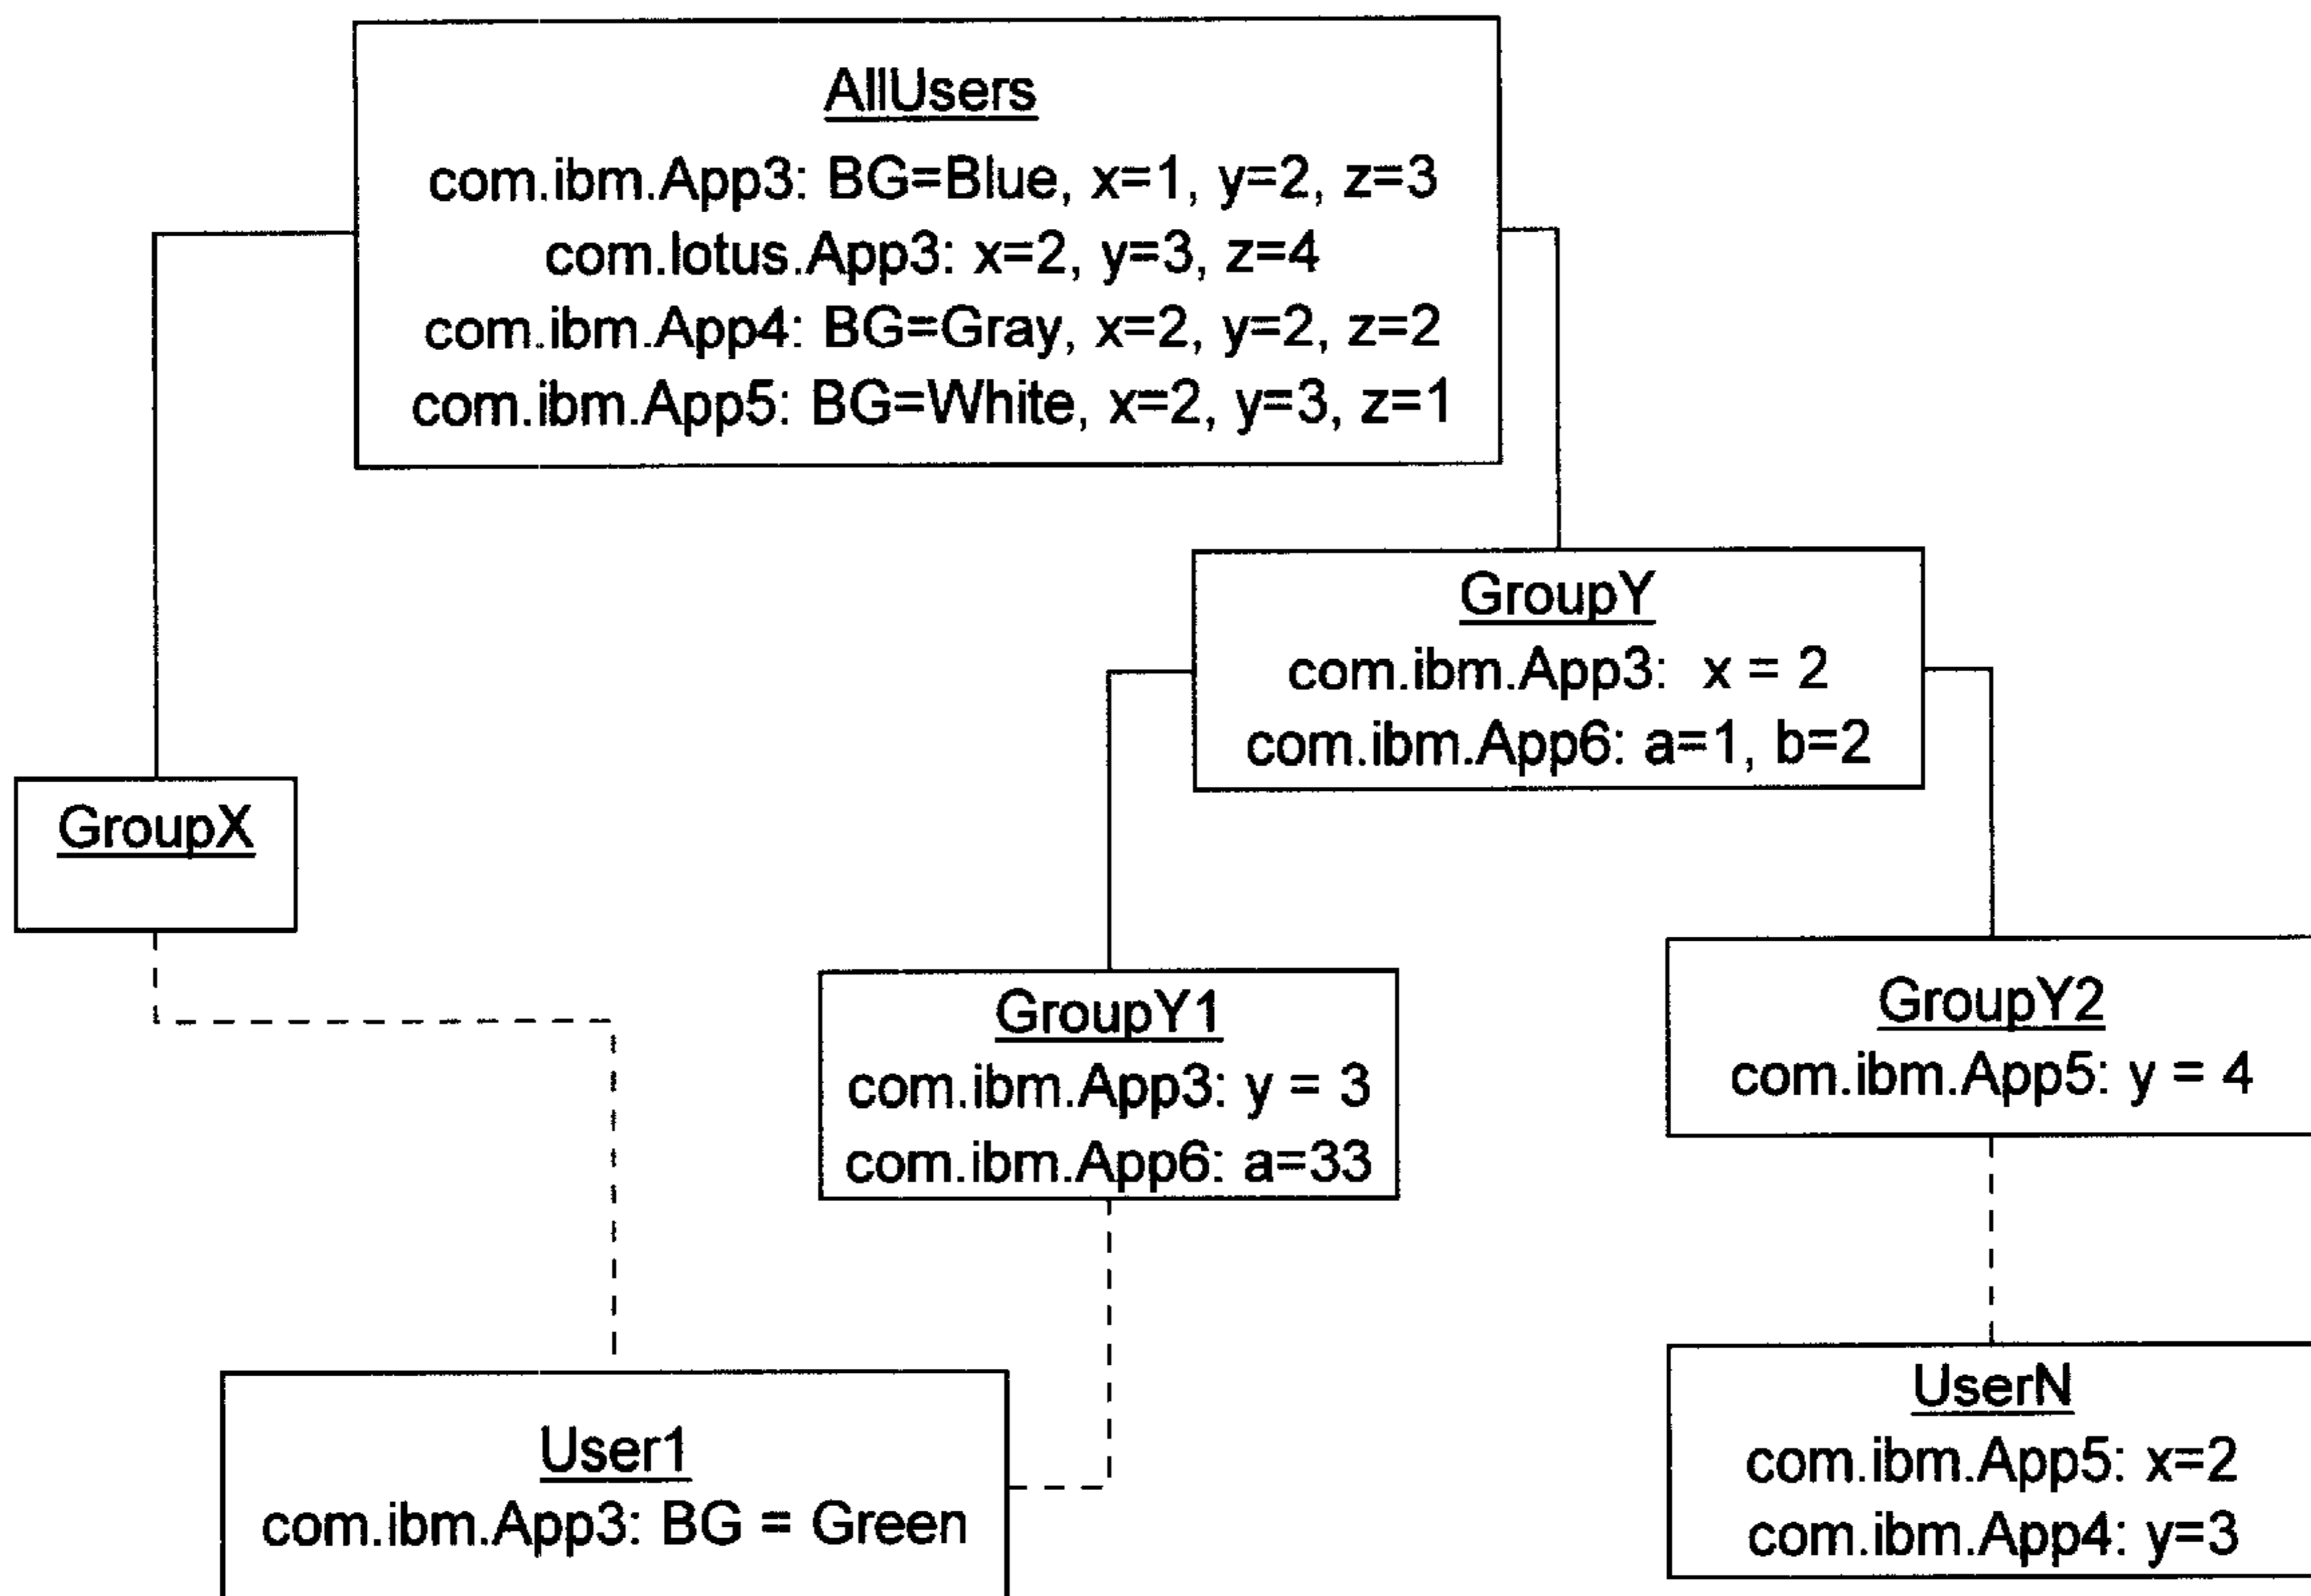 AllUsers
com.ibm.App3: BG=Blue, x=1, y=2, z=3
com.lotus.App3: x=2, y=3, z=4
com.ibm.App4: BG=Gray, x=2, y=2, z=2
com.ibm.App5: BG=White, x=2, y=3, z=1
GroupY
com.ibm.App3: x = 2
com.ibm.App6: a=1, b=2
GroupX
GroupY1
com.ibm.App3: y = 3
com.ibm.App6: a=33
GroupY2
com.ibm.App5: y = 4
User1
com.ibm.App3: BG = Green
UserN
com.ibm.App5: x=2
com.ibm.App4: y=3